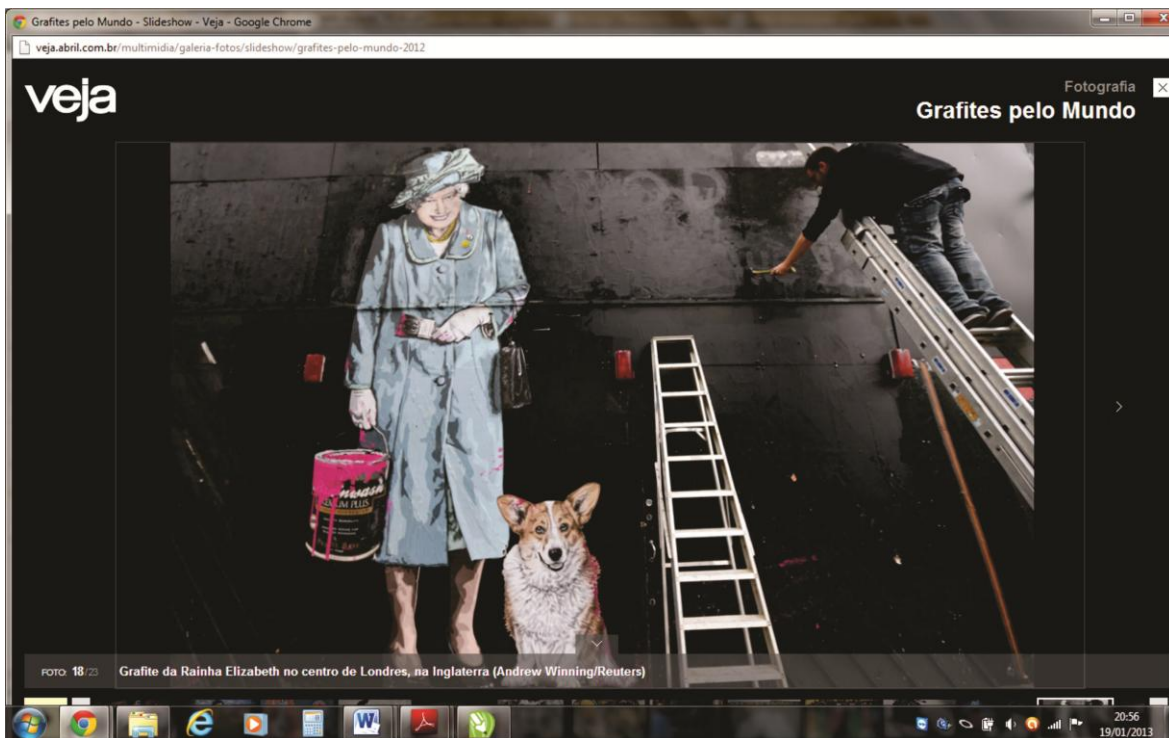 Grafites pelo Mundo - Slideshow - Veja - Google Chrome
veja.abril.com.br/multimidia/galeria-fotos/slideshow/grafites-pelo-mundo-2012
veja
Fotografia
Grafites pelo Mundo
PLUS
FOTO: 18/23 Grafite da Rainha Elizabeth no centro de Londres, na Inglaterra (Andrew Winning/Reuters)
20:56
19/01/2013